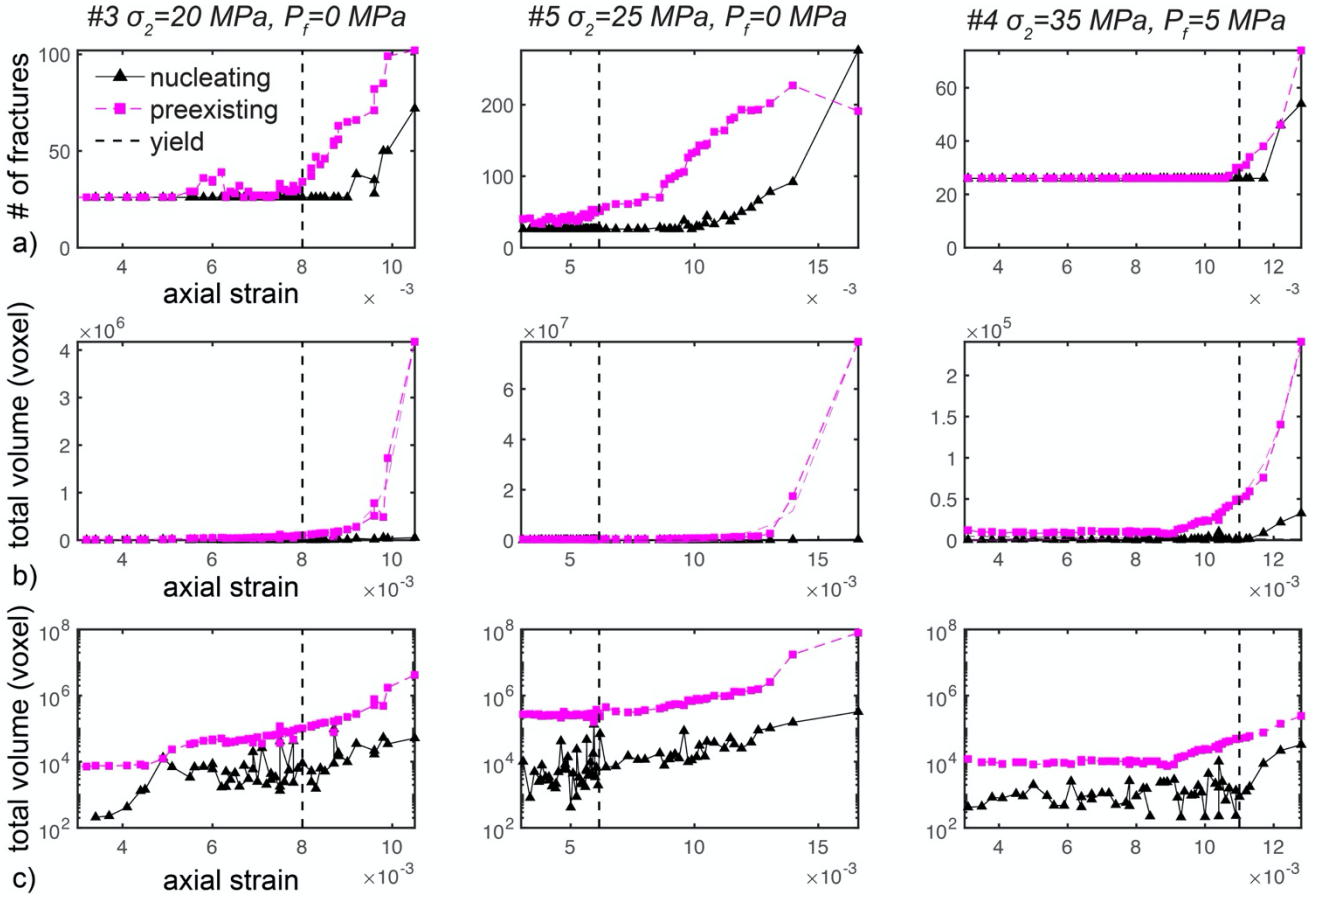 #3 σ2=20 MPa, Pf=0 MPa
#5 σ2=25 MPa, Pf=0 MPa
#4 σ2=35 MPa, Pf=5 MPa
# of fractures
a)
100
50
0
nucleating
preexisting
yield
4 6 8 10
axial strain
× -3
200
100
0
5 10 15
× -3
60
40
20
0
4 6 8 10 12
× -3
total volume (voxel)
b)
×10^6
4
3
2
1
0
4 6 8 10
axial strain
×10^-3
×10^7
6
4
2
0
5 10 15
×10^-3
×10^5
2
1.5
1
0.5
0
4 6 8 10 12
×10^-3
total volume (voxel)
c)
10^8
10^6
10^4
10^2
4 6 8 10
axial strain
×10^-3
10^8
10^6
10^4
10^2
5 10 15
×10^-3
10^8
10^6
10^4
10^2
4 6 8 10 12
×10^-3